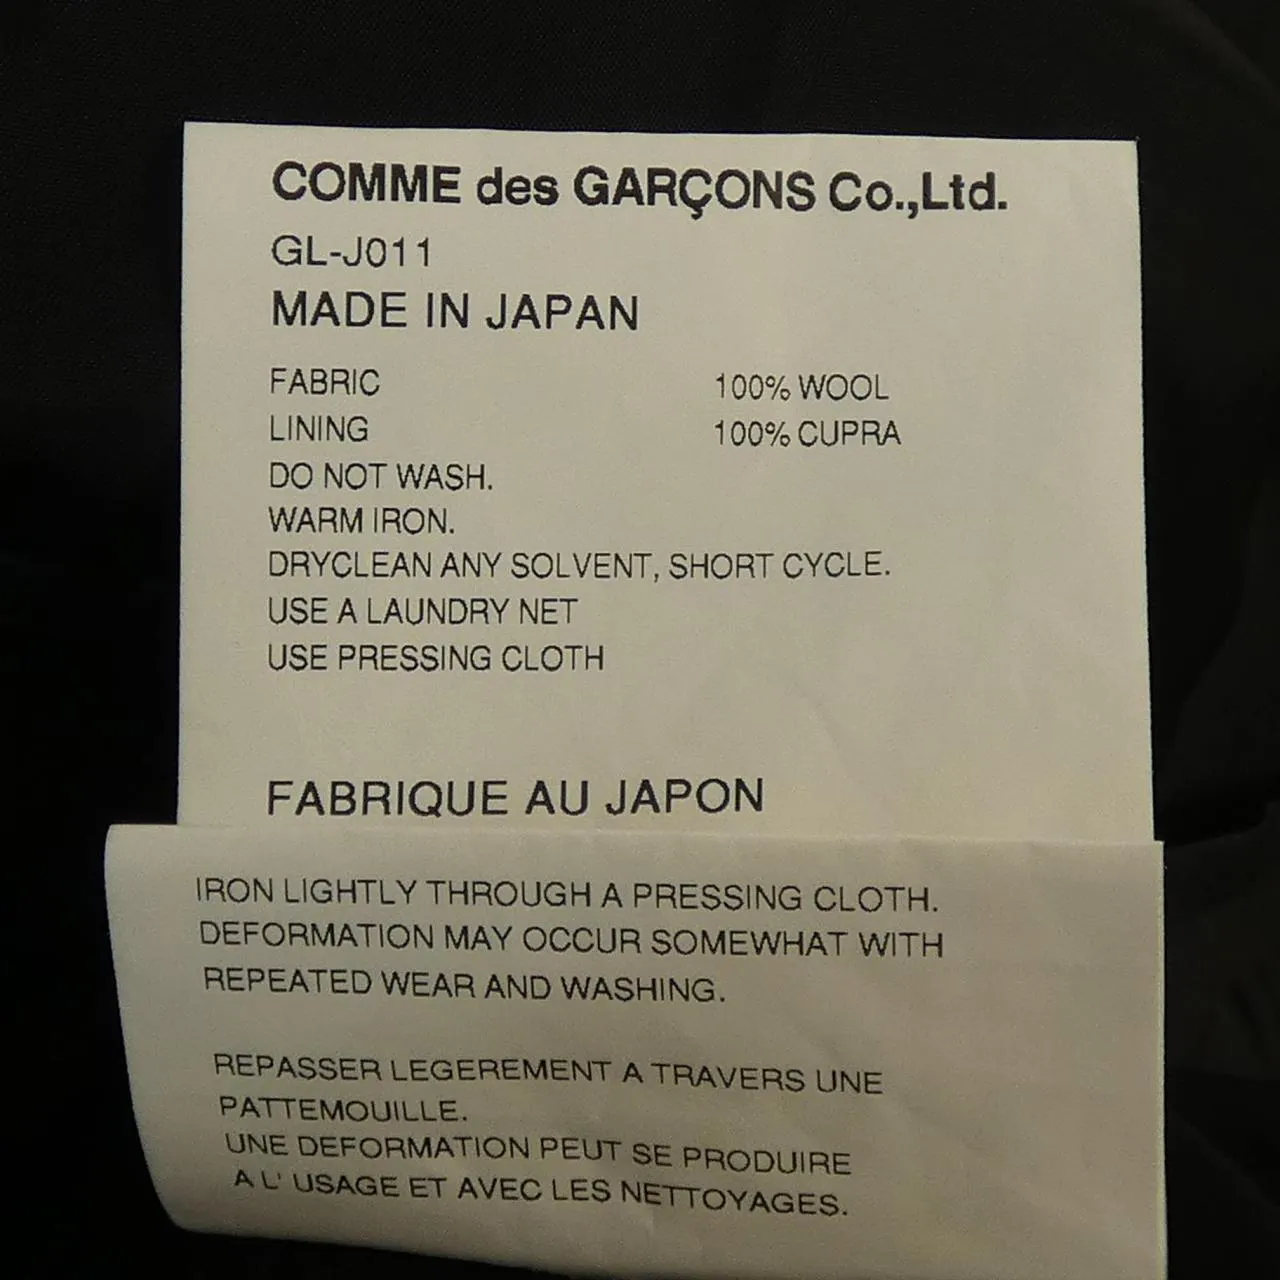 COMME des GARÇONS Co.,Ltd.
GL-J011
MADE IN JAPAN
FABRIC 100% WOOL
LINING 100% CUPRA
DO NOT WASH.
WARM IRON.
DRYCLEAN ANY SOLVENT, SHORT CYCLE.
USE A LAUNDRY NET
USE PRESSING CLOTH
FABRIQUE AU JAPON
IRON LIGHTLY THROUGH A PRESSING CLOTH.
DEFORMATION MAY OCCUR SOMEWHAT WITH
REPEATED WEAR AND WASHING.
REPASSER LEGEREMENT A TRAVERS UNE
PATTEMOUILLE.
UNE DEFORMATION PEUT SE PRODUIRE
A L' USAGE ET AVEC LES NETTOYAGES.